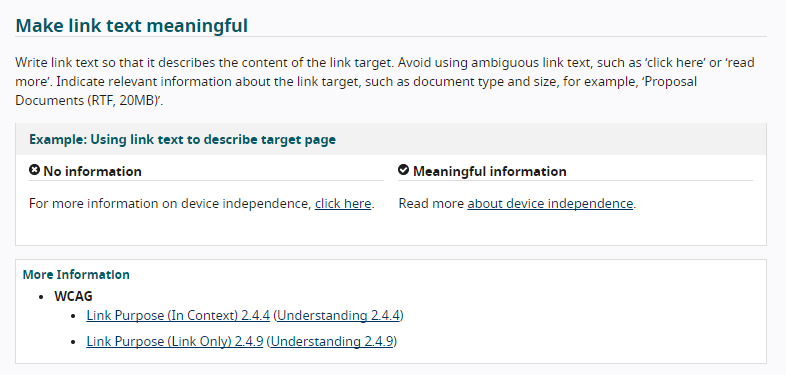 Make link text meaningful
Write link text so that it describes the content of the link target. Avoid using ambiguous link text, such as ‘click here’ or ‘read
more’. Indicate relevant information about the link target, such as document type and size, for example, ‘Proposal
Documents (RTF, 20MB)’.
Example: Using link text to describe target page
No information
For more information on device independence, click here.
Meaningful information
Read more about device independence.
More Information
• WCAG
• Link Purpose (In Context) 2.4.4 (Understanding 2.4.4)
• Link Purpose (Link Only) 2.4.9 (Understanding 2.4.9)